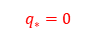 q* = 0